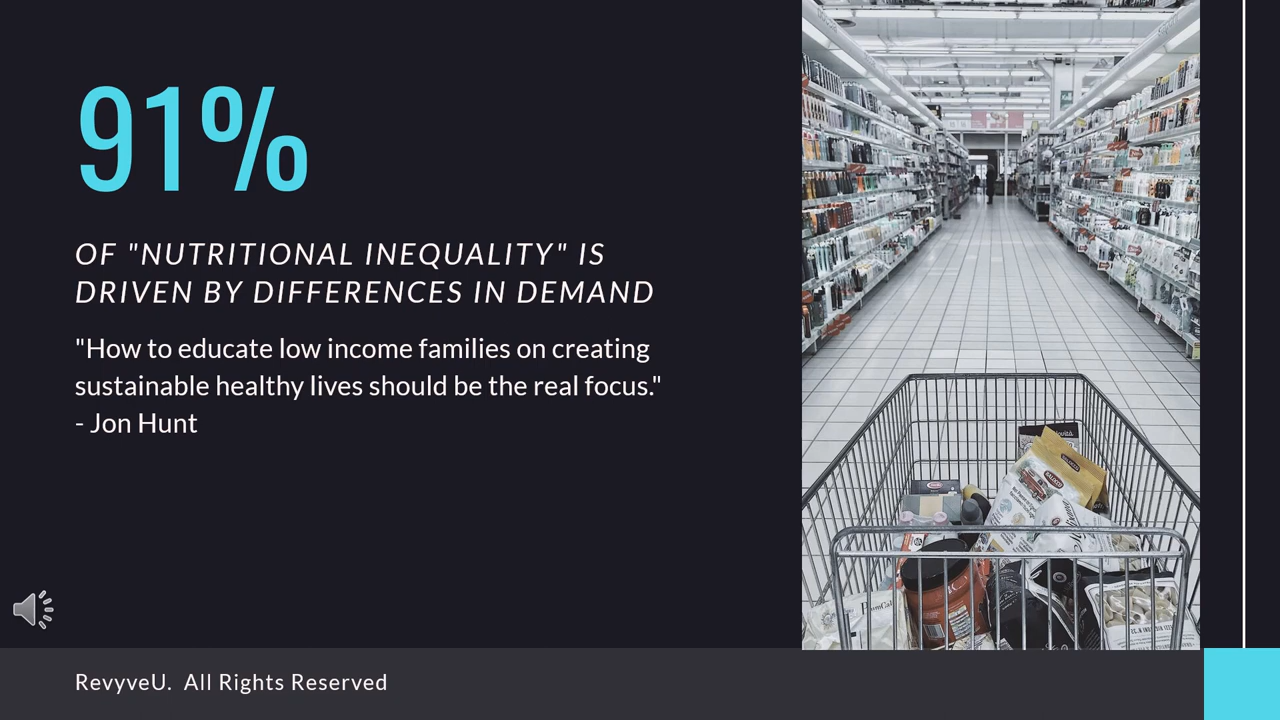 91%
OF "NUTRITIONAL INEQUALITY" IS
DRIVEN BY DIFFERENCES IN DEMAND
"How to educate low income families on creating
sustainable healthy lives should be the real focus."
- Jon Hunt
RevyveU.  All Rights Reserved